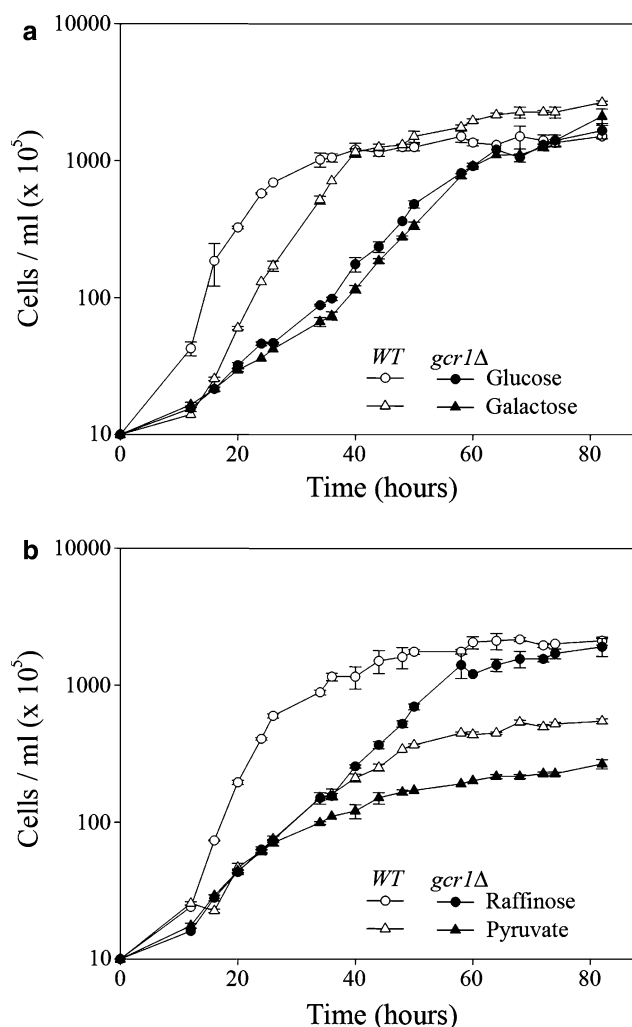 a
10000
1000
100
10
Cells / ml (x 10⁵)
WT gcr1Δ
Glucose
Galactose
0 20 40 60 80
Time (hours)
b
10000
1000
100
10
Cells / ml (x 10⁵)
WT gcr1Δ
Raffinose
Pyruvate
0 20 40 60 80
Time (hours)